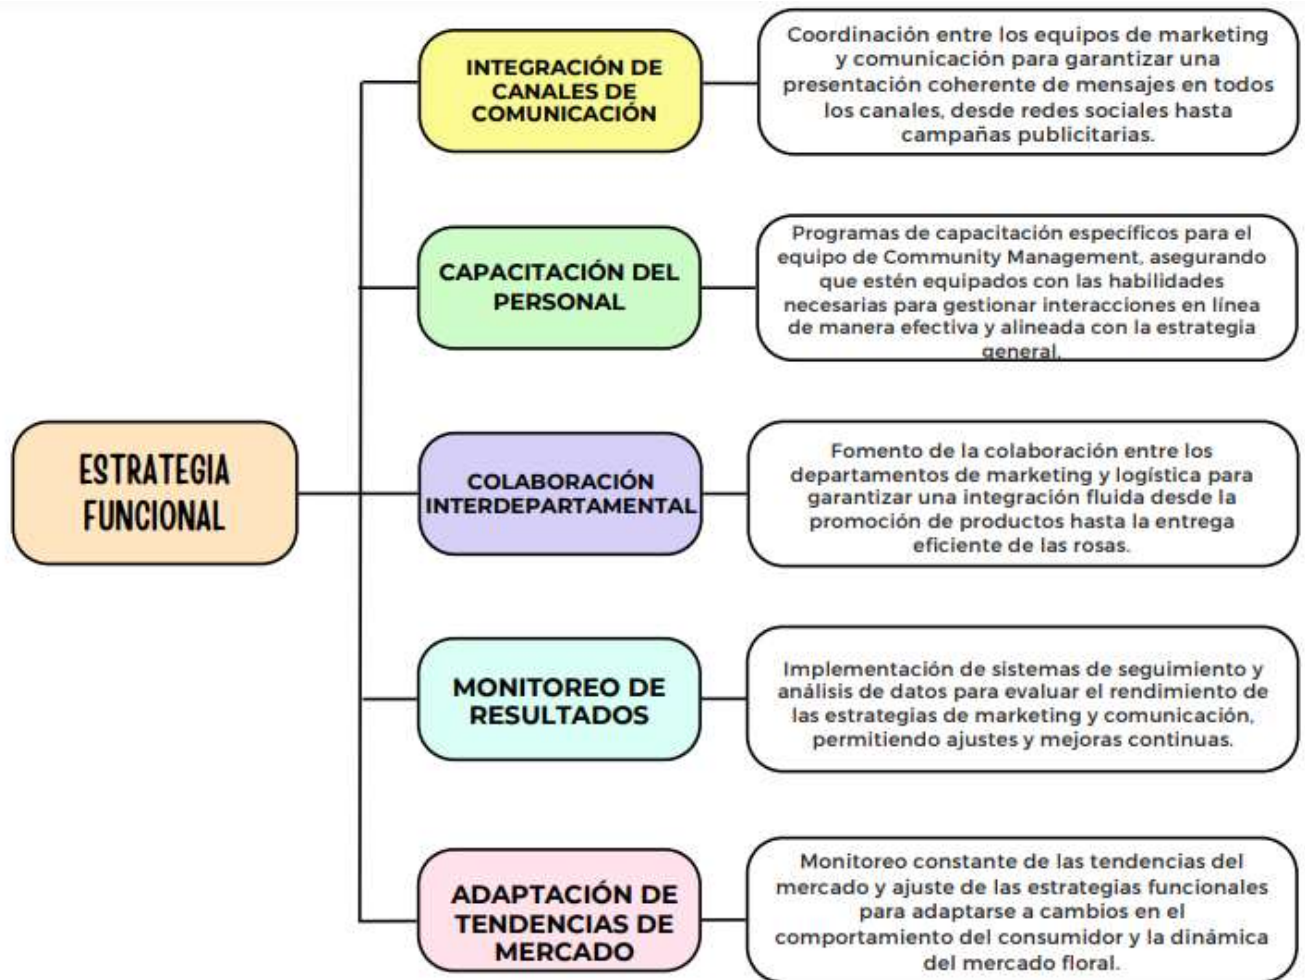 ESTRATEGIA
FUNCIONAL
INTEGRACIÓN DE
CANALES DE
COMUNICACIÓN
Coordinación entre los equipos de marketing
y comunicación para garantizar una
presentación coherente de mensajes en todos
los canales, desde redes sociales hasta
campañas publicitarias.
CAPACITACIÓN DEL
PERSONAL
Programas de capacitación específicos para el
equipo de Community Management, asegurando
que estén equipados con las habilidades
necesarias para gestionar interacciones en línea
de manera efectiva y alineada con la estrategia
general.
COLABORACIÓN
INTERDEPARTAMENTAL
Fomento de la colaboración entre los
departamentos de marketing y logística para
garantizar una integración fluida desde la
promoción de productos hasta la entrega
eficiente de las rosas.
MONITOREO DE
RESULTADOS
Implementación de sistemas de seguimiento y
análisis de datos para evaluar el rendimiento de
las estrategias de marketing y comunicación,
permitiendo ajustes y mejoras continuas.
ADAPTACIÓN DE
TENDENCIAS DE
MERCADO
Monitoreo constante de las tendencias del
mercado y ajuste de las estrategias funcionales
para adaptarse a cambios en el
comportamiento del consumidor y la dinámica
del mercado floral.